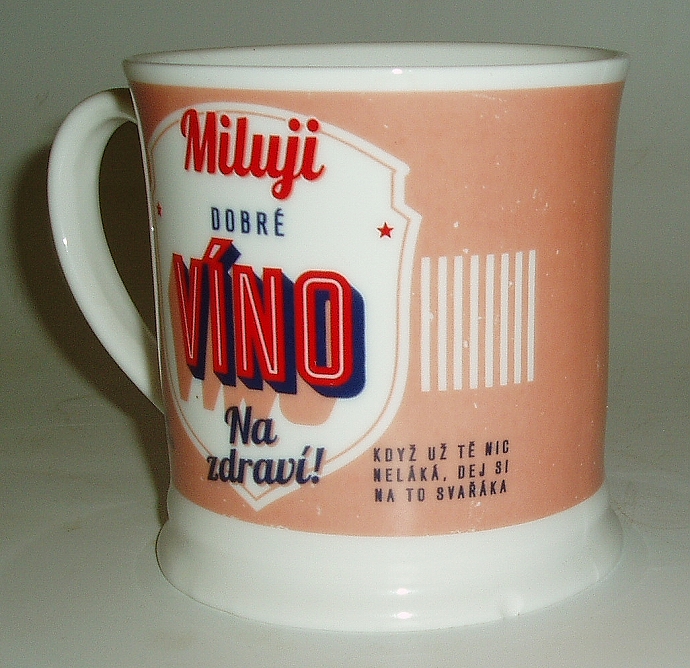 Miluji
DOBRÉ
VÍNO
Na
zdraví!
KDYŽ UŽ TĚ NIC
NELÁKÁ, DEJ SI
NA TO SVAŘÁKA